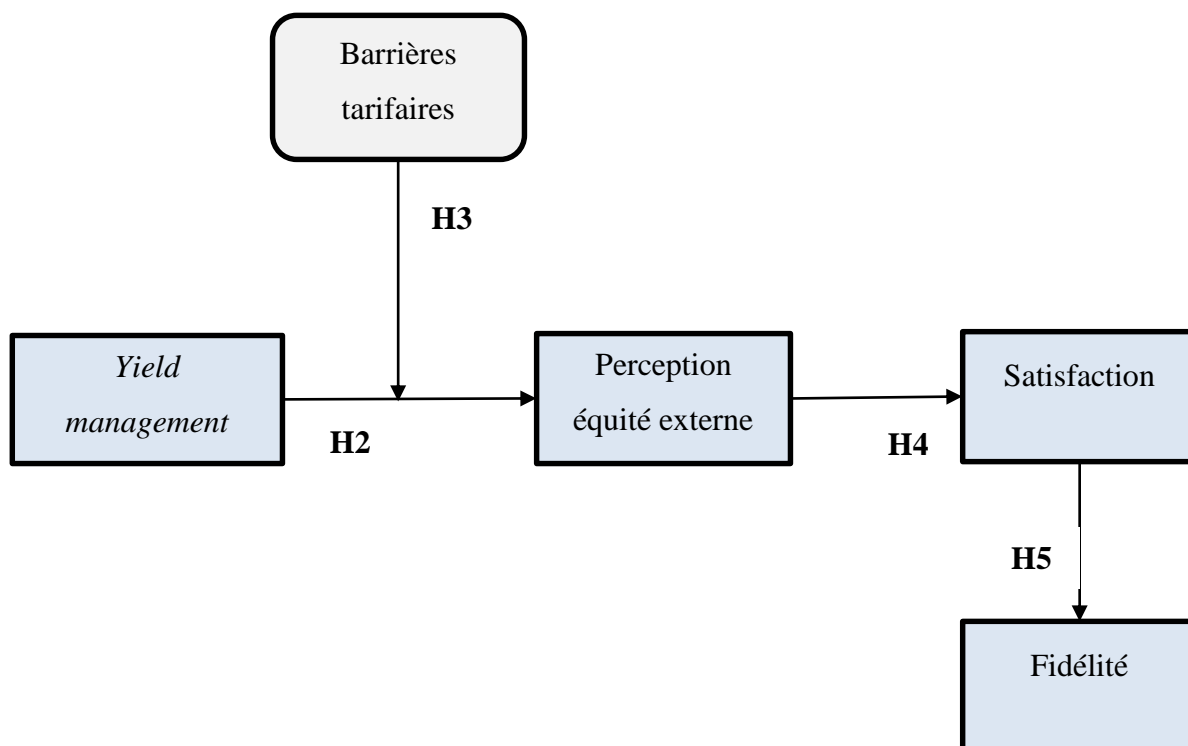 Barrières
tarifaires
H3
Yield
management
H2
Perception
équité externe
H4
Satisfaction
H5
Fidélité